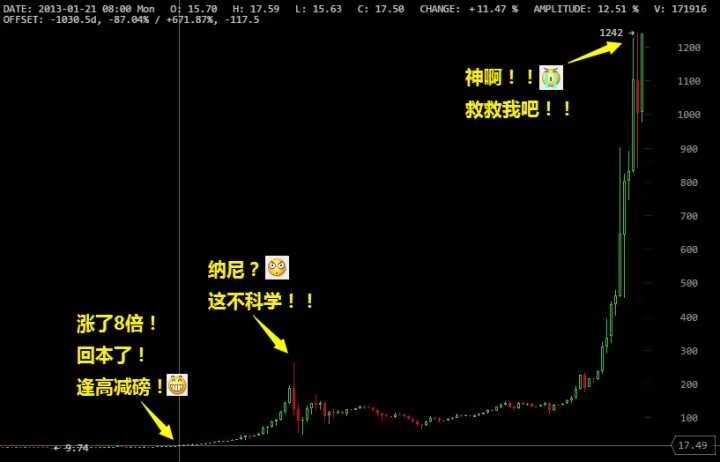 DATE: 2013-01-21 08:00 Mon O: 15.70 H: 17.59 L: 15.63 C: 17.50 CHANGE: +11.47 % AMPLITUDE: 12.51 % V: 171916
OFFSET: -1030.5d, -87.04% / +671.87%, -117.5
1242
神啊！！
救救我吧！！
纳尼？
这不科学！！
涨了8倍！
回本了！
逢高减磅！
9.74
1200
1100
1000
900
800
700
600
500
400
300
200
100
17.49